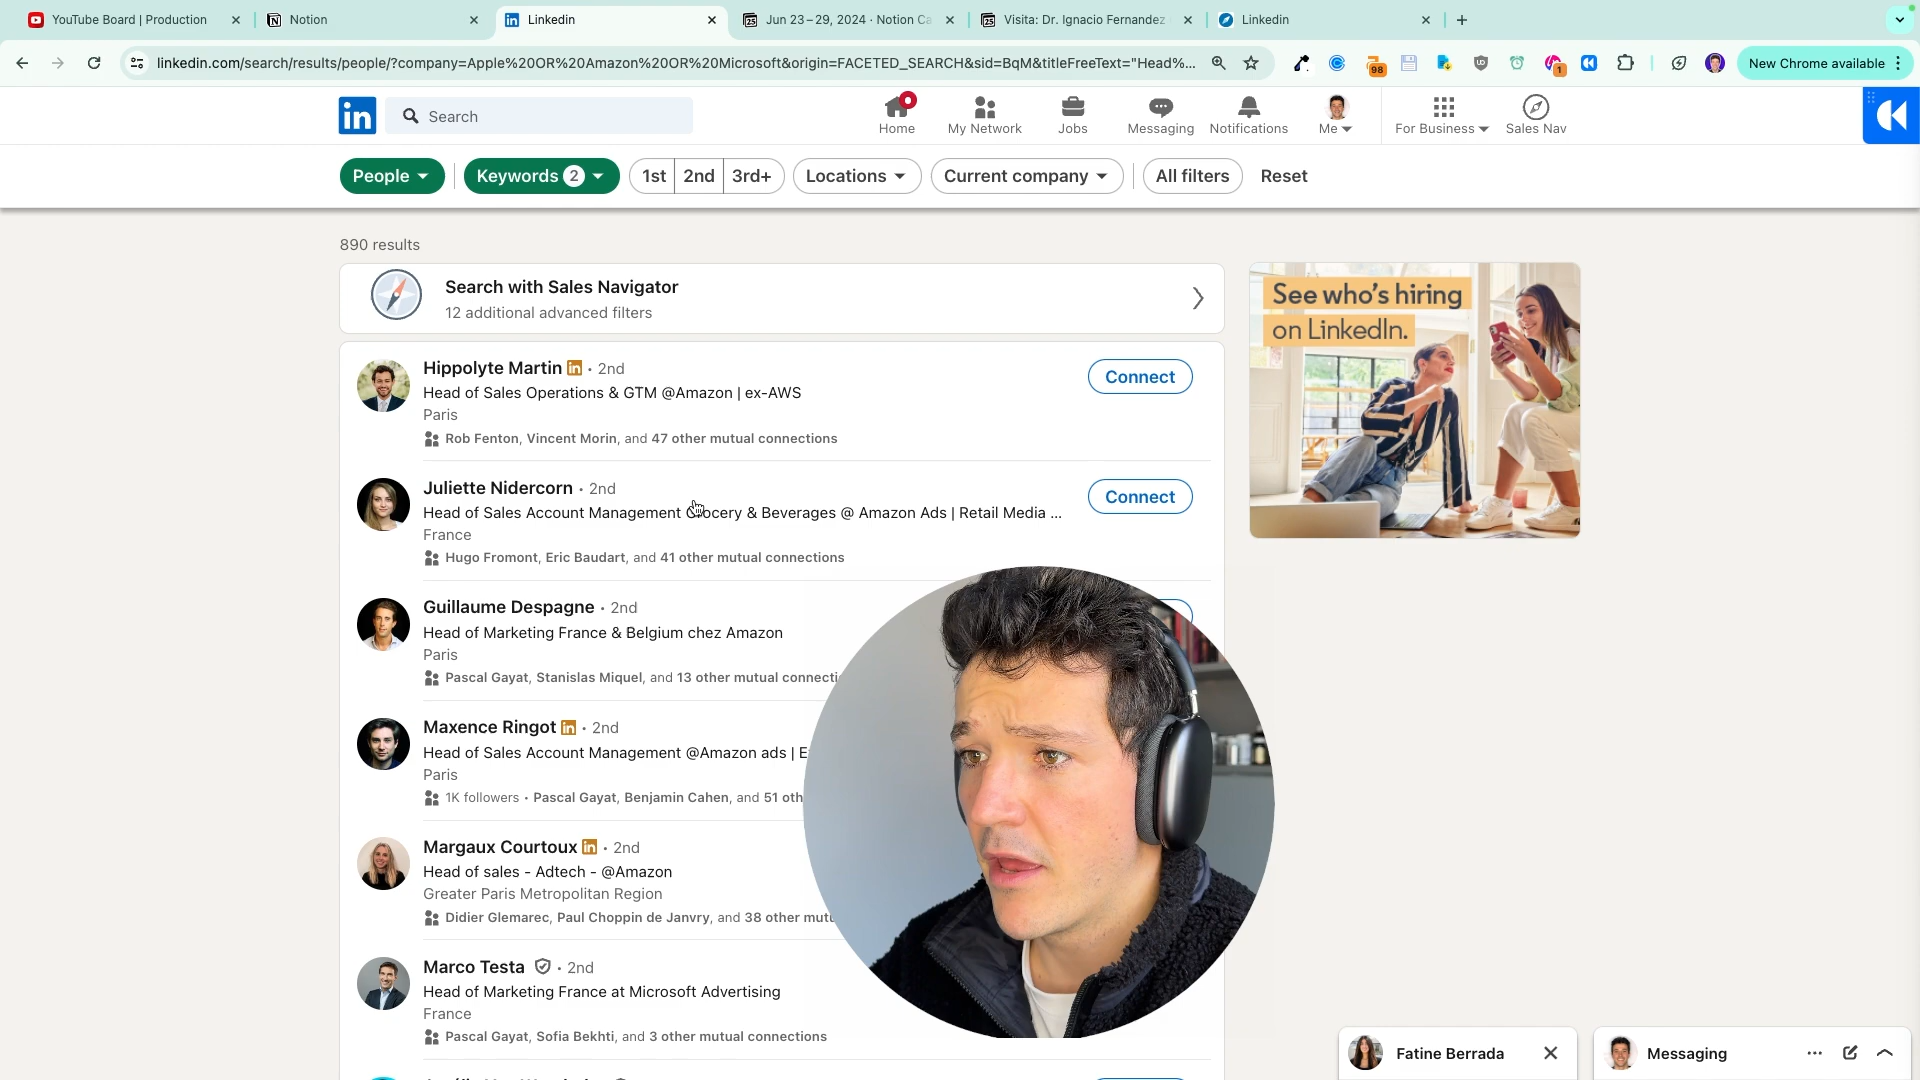 YouTube Board | Production
Notion
Linkedin
Jun 23 – 29, 2024 · Notion Ca
Visita: Dr. Ignacio Fernandez
Linkedin
linkedin.com/search/results/people/?company=Apple%20OR%20Amazon%20OR%20Microsoft&origin=FACETED_SEARCH&sid=BqM&titleFreeText="Head%...
98
1
New Chrome available
in
Search
Home
My Network
Jobs
Messaging
Notifications
Me
For Business
Sales Nav
People
Keywords 2
1st
2nd
3rd+
Locations
Current company
All filters
Reset
890 results
Search with Sales Navigator
12 additional advanced filters
See who's hiring
on LinkedIn.
Hippolyte Martin in • 2nd
Connect
Head of Sales Operations & GTM @Amazon | ex-AWS
Paris
Rob Fenton, Vincent Morin, and 47 other mutual connections
Juliette Nidercorn • 2nd
Connect
Head of Sales Account Management Grocery & Beverages @ Amazon Ads | Retail Media ...
France
Hugo Fromont, Eric Baudart, and 41 other mutual connections
Guillaume Despagne • 2nd
Head of Marketing France & Belgium chez Amazon
Paris
Pascal Gayat, Stanislas Miquel, and 13 other mutual connecti
Maxence Ringot in • 2nd
Head of Sales Account Management @Amazon ads | E
Paris
1K followers • Pascal Gayat, Benjamin Cahen, and 51 oth
Margaux Courtoux in • 2nd
Head of sales - Adtech - @Amazon
Greater Paris Metropolitan Region
Didier Glemarec, Paul Choppin de Janvry, and 38 other mutu
Marco Testa • 2nd
Head of Marketing France at Microsoft Advertising
France
Pascal Gayat, Sofia Bekhti, and 3 other mutual connections
Fatine Berrada
Messaging